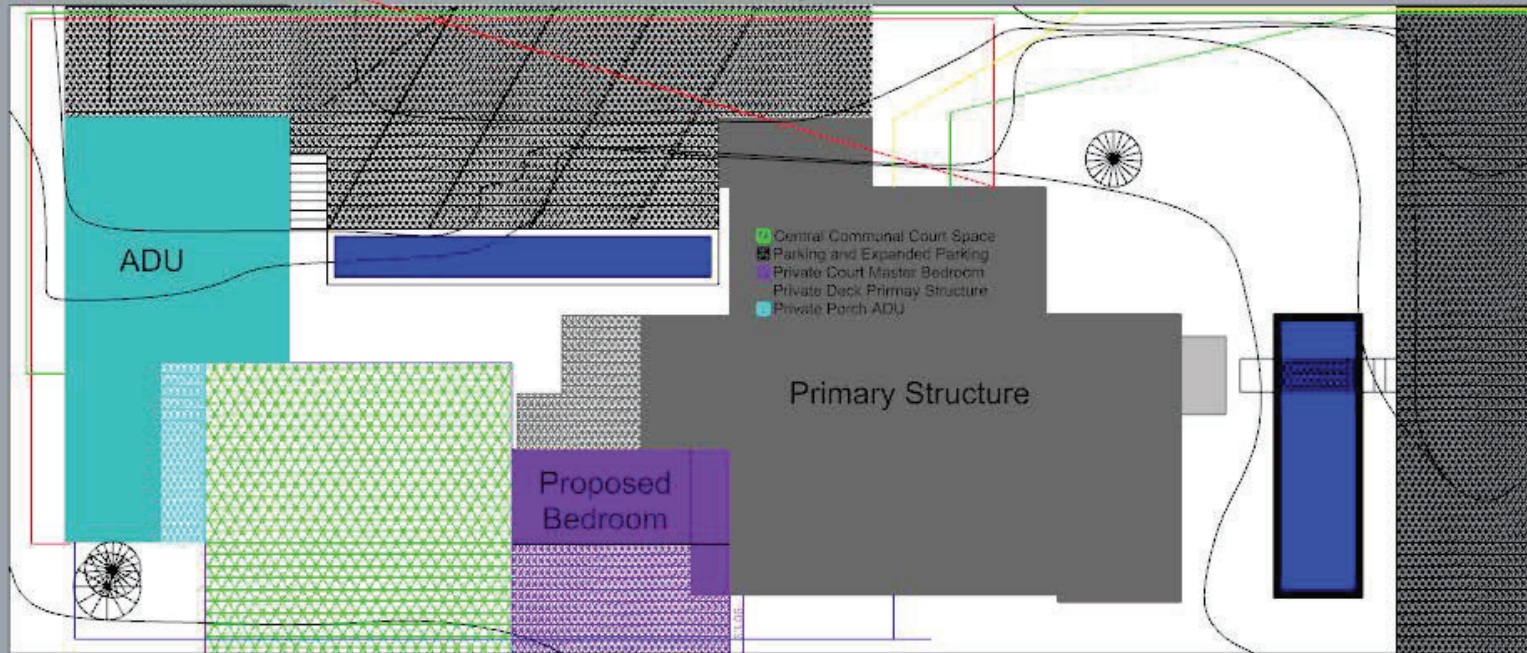 ADU
Central Communal Court Space
Parking and Expanded Parking
Private Court Master Bedroom
Private Deck Prirmay Structure
Private Porch ADU
Primary Structure
Proposed
Bedroom